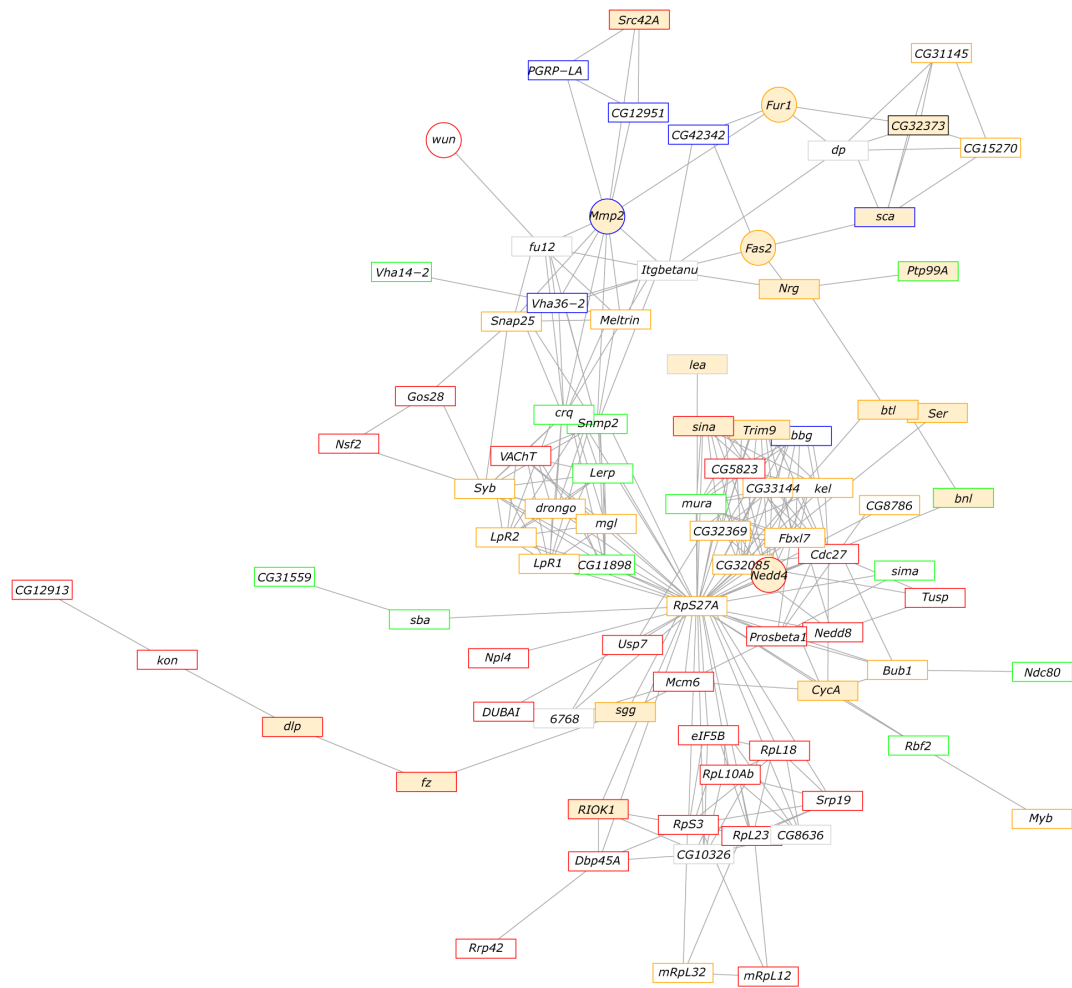 Src42A
CG31145
PGRP−LA
Fur1
CG12951
CG32373
CG42342
wun
dp
CG15270
Mmp2
sca
fu12
Fas2
Vha14−2
Itgbetanu
Ptp99A
Nrg
Vha36−2
Snap25
Meltrin
lea
Gos28
btl
Ser
crq
Snmp2
sina
Trim9
bbg
Nsf2
VAChT
CG5823
Lerp
Syb
CG33144
kel
bnl
mura
CG8786
drongo
mgl
LpR2
CG32369
Fbxl7
Cdc27
LpR1
CG11898
CG32085
Nedd4
sima
CG31559
CG12913
Tusp
RpS27A
sba
Nedd8
Prosbeta1
Usp7
kon
Npl4
Bub1
Ndc80
Mcm6
CycA
DUBAI
sgg
6768
dlp
eIF5B
Rbf2
RpL18
fz
RpL10Ab
Srp19
RIOK1
Myb
RpS3
RpL23
CG8636
CG10326
Dbp45A
Rrp42
mRpL32
mRpL12